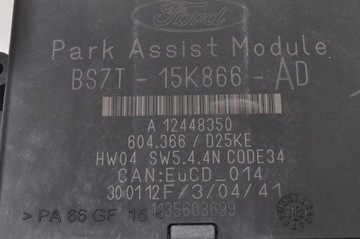 Ford
Park Assist Module
BS7T - 15K866 - AD
A 12448350
604.366 / D25KE
HW04 SW5.4.4N CODE34
CAN:EuCD_014
300112F/3/04/41
> PA 66 GF 15 <
1135603699